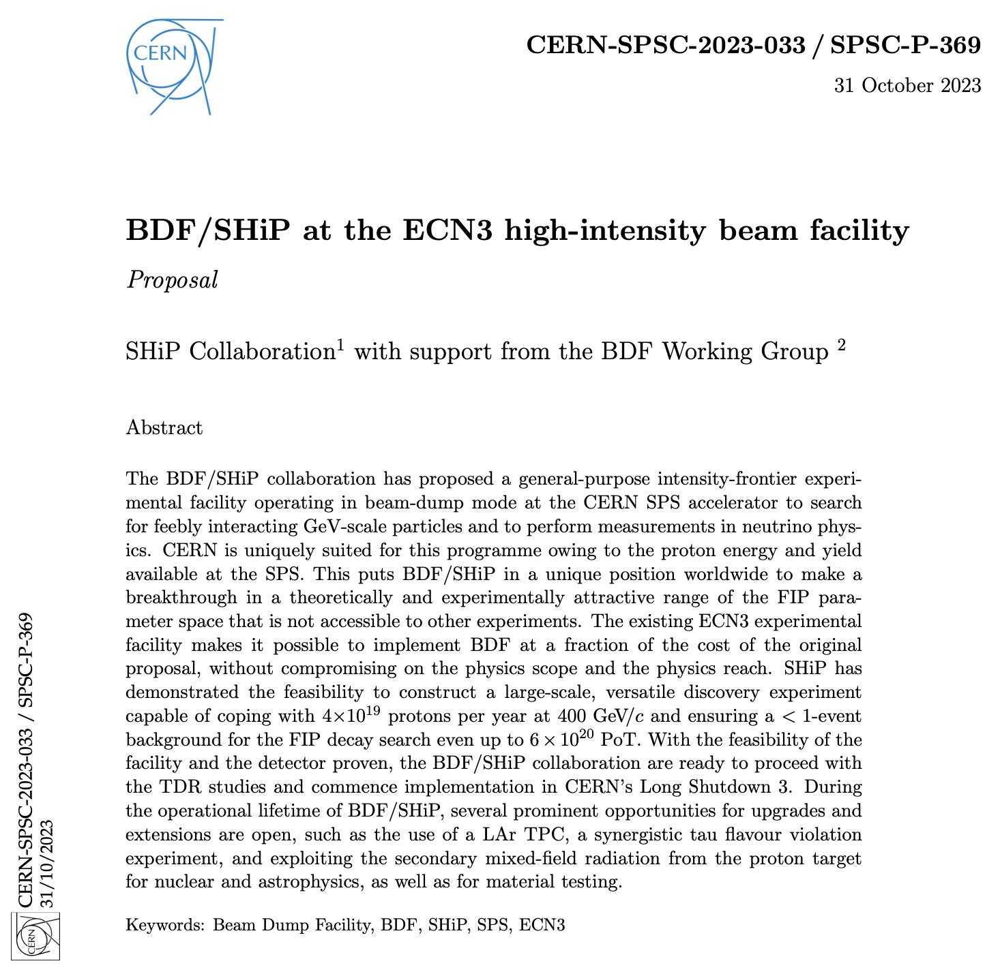 CERN
CERN-SPSC-2023-033 / SPSC-P-369
31 October 2023
BDF/SHiP at the ECN3 high-intensity beam facility
Proposal
SHiP Collaboration¹ with support from the BDF Working Group ²
Abstract
The BDF/SHiP collaboration has proposed a general-purpose intensity-frontier experi-
mental facility operating in beam-dump mode at the CERN SPS accelerator to search
for feebly interacting GeV-scale particles and to perform measurements in neutrino phys-
ics. CERN is uniquely suited for this programme owing to the proton energy and yield
available at the SPS. This puts BDF/SHiP in a unique position worldwide to make a
breakthrough in a theoretically and experimentally attractive range of the FIP para-
meter space that is not accessible to other experiments. The existing ECN3 experimental
facility makes it possible to implement BDF at a fraction of the cost of the original
proposal, without compromising on the physics scope and the physics reach. SHiP has
demonstrated the feasibility to construct a large-scale, versatile discovery experiment
capable of coping with 4×10¹⁹ protons per year at 400 GeV/c and ensuring a < 1-event
background for the FIP decay search even up to 6 × 10²⁰ PoT. With the feasibility of the
facility and the detector proven, the BDF/SHiP collaboration are ready to proceed with
the TDR studies and commence implementation in CERN's Long Shutdown 3. During
the operational lifetime of BDF/SHiP, several prominent opportunities for upgrades and
extensions are open, such as the use of a LAr TPC, a synergistic tau flavour violation
experiment, and exploiting the secondary mixed-field radiation from the proton target
for nuclear and astrophysics, as well as for material testing.
Keywords: Beam Dump Facility, BDF, SHiP, SPS, ECN3
CERN-SPSC-2023-033 / SPSC-P-369
31/10/2023
CERN